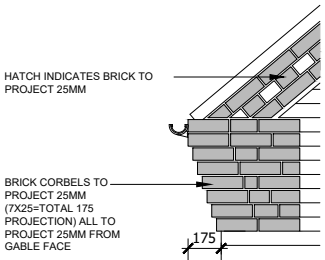 HATCH INDICATES BRICK TO
PROJECT 25MM
BRICK CORBELS TO
PROJECT 25MM
(7X25=TOTAL 175
PROJECTION) ALL TO
PROJECT 25MM FROM
GABLE FACE
175